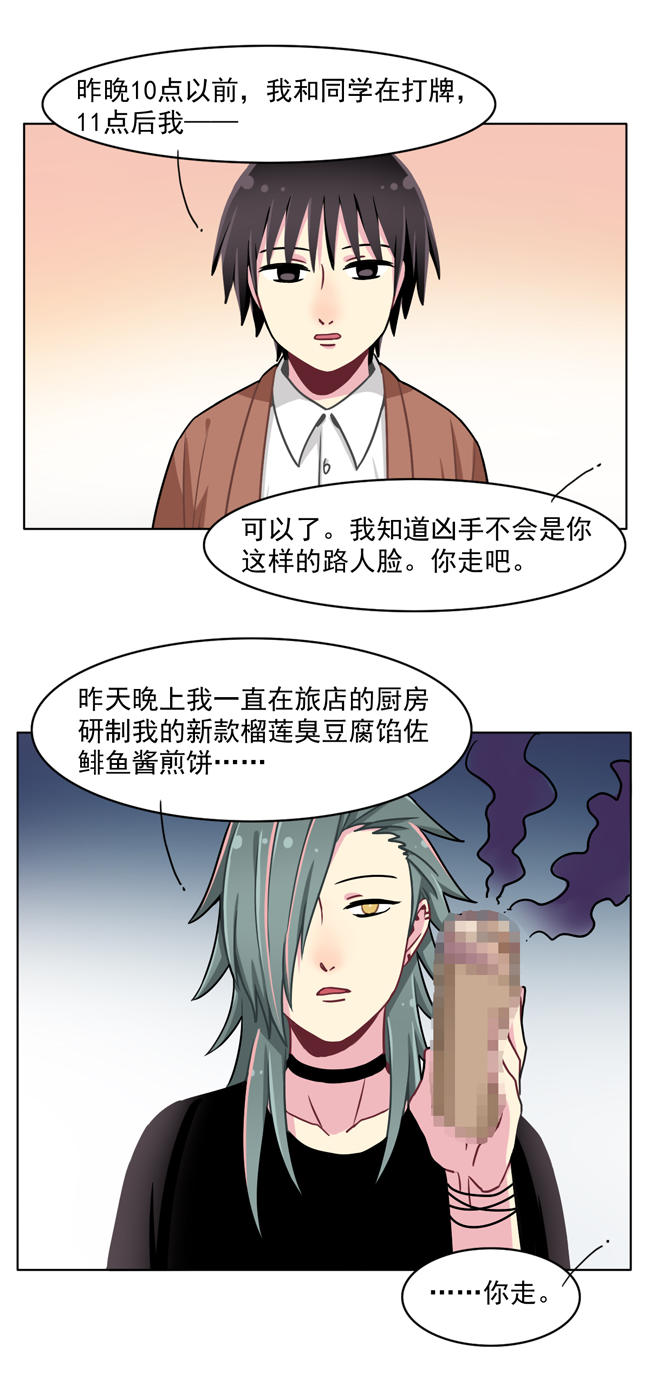 昨晚10点以前，我和同学在打牌，
11点后我——
可以了。我知道凶手不会是你
这样的路人脸。你走吧。
昨天晚上我一直在旅店的厨房
研制我的新款榴莲臭豆腐馅佐
鲱鱼酱煎饼……
……你走。